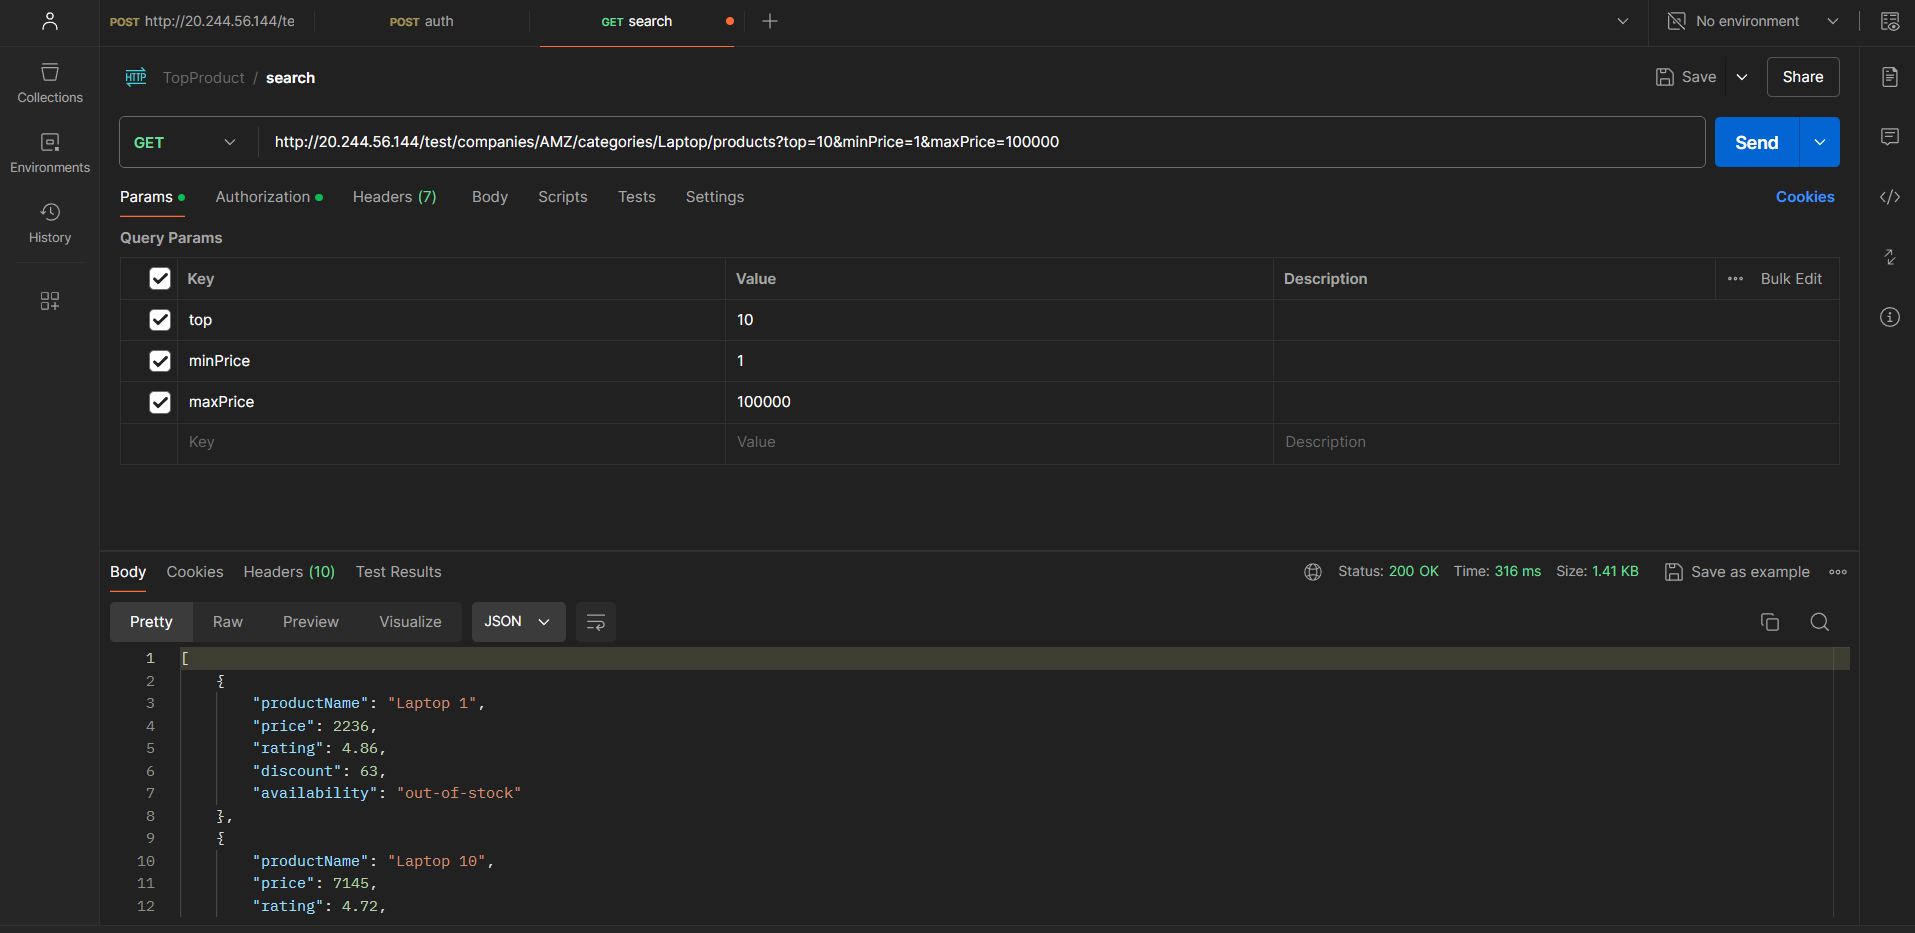 POST http://20.244.56.144/te
POST auth
GET search
No environment
Collections
Environments
History
HTTP TopProduct / search
Save
Share
GET
http://20.244.56.144/test/companies/AMZ/categories/Laptop/products?top=10&minPrice=1&maxPrice=100000
Send
Params
Authorization
Headers (7)
Body
Scripts
Tests
Settings
Cookies
Query Params
Key Value Description ••• Bulk Edit
top 10
minPrice 1
maxPrice 100000
Key Value Description
Body Cookies Headers (10) Test Results
Status: 200 OK Time: 316 ms Size: 1.41 KB Save as example
Pretty Raw Preview Visualize JSON
1 [
2 {
3 "productName": "Laptop 1",
4 "price": 2236,
5 "rating": 4.86,
6 "discount": 63,
7 "availability": "out-of-stock"
8 },
9 {
10 "productName": "Laptop 10",
11 "price": 7145,
12 "rating": 4.72,